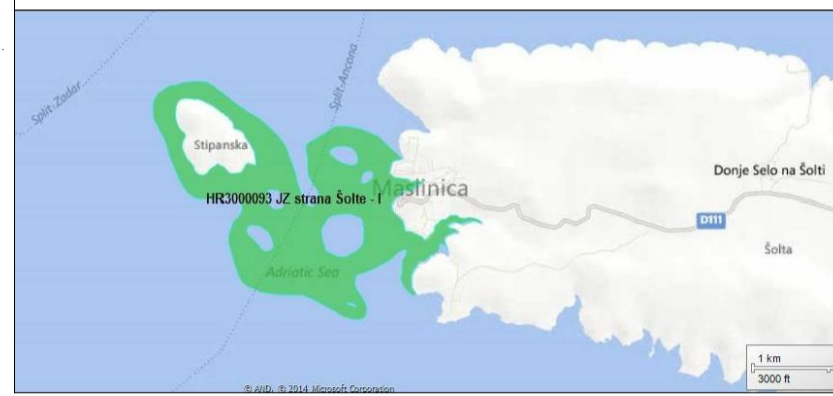 Split-Zadar
Split-Ancona
Stipanska
HR3000093 JZ strana Šolte - I
Maslinica
Donje Selo na Šolti
D111
Šolta
Adriatic Sea
1 km
3000 ft
© AND, © 2014 Microsoft Corporation